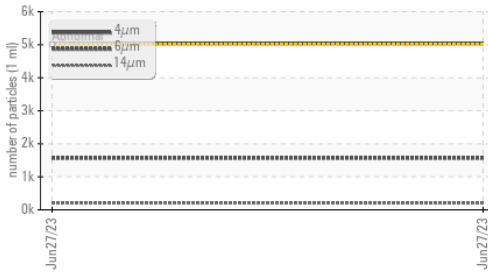 6k
5k
4k
3k
2k
1k
0k
number of particles (1 ml)
Abnormal
4μm
6μm
14μm
Jun27/23
Jun27/23